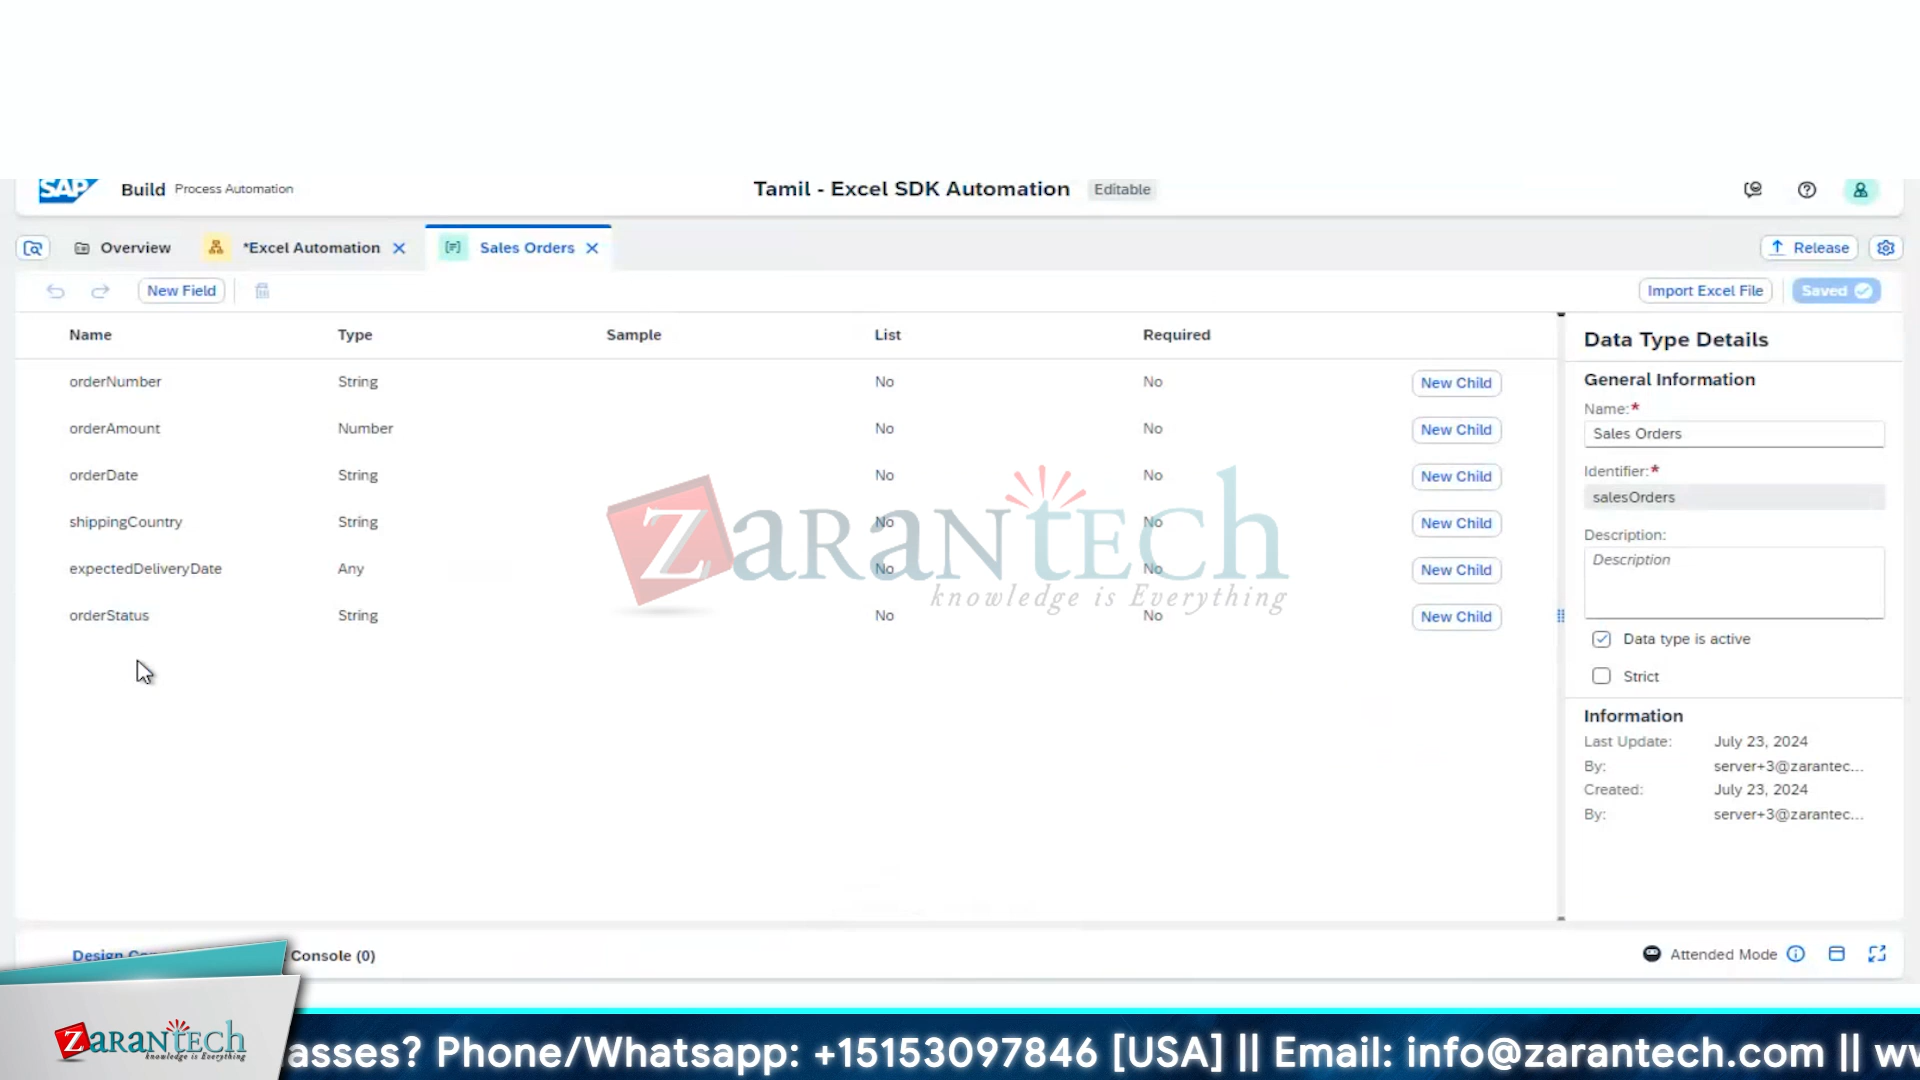 SAP Build Process Automation
Tamil - Excel SDK Automation Editable
Overview *Excel Automation Sales Orders Release
New Field Import Excel File Saved
Name Type Sample List Required
orderNumber String No No New Child
orderAmount Number No No New Child
orderDate String No No New Child
shippingCountry String No No New Child
expectedDeliveryDate Any No No New Child
orderStatus String No No New Child
Data Type Details
General Information
Name:*
Sales Orders
Identifier:*
salesOrders
Description:
Description
Data type is active
Strict
Information
Last Update: July 23, 2024
By: server+3@zarantec...
Created: July 23, 2024
By: server+3@zarantec...
ZaranTech
knowledge is Everything
Design Console (0)
Attended Mode
ZaranTech
knowledge is Everything
asses? Phone/Whatsapp: +15153097846 [USA] || Email: info@zarantech.com ||